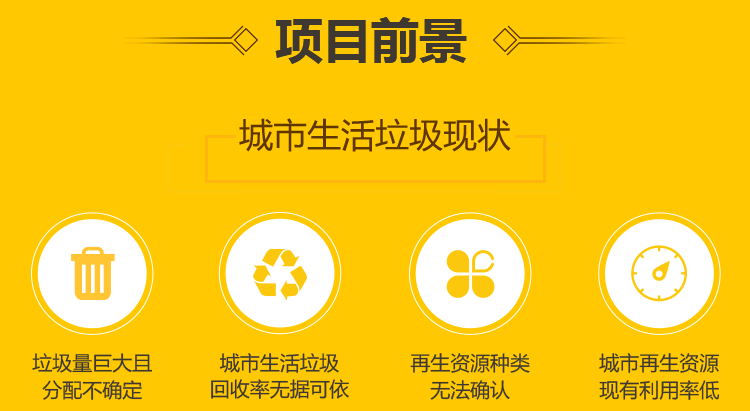 项目前景
城市生活垃圾现状
垃圾量巨大且
分配不确定
城市生活垃圾
回收率无据可依
再生资源种类
无法确认
城市再生资源
现有利用率低